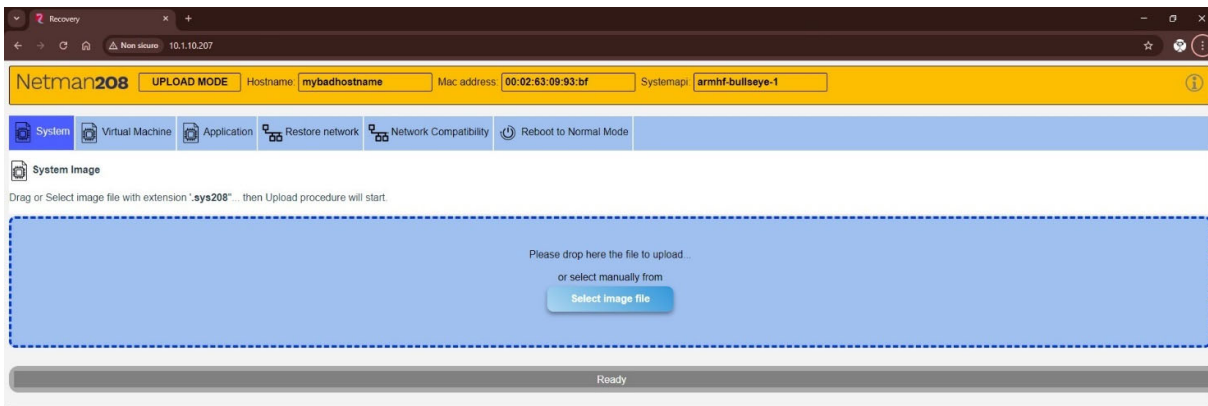 Recovery
Non sicuro 10.1.10.207
Netman208 UPLOAD MODE Hostname: mybadhostname Mac address: 00:02:63:09:93:bf Systemapi: armhf-bullseye-1
System Virtual Machine Application Restore network Network Compatibility Reboot to Normal Mode
System Image
Drag or Select image file with extension '.sys208"... then Upload procedure will start.
Please drop here the file to upload...
or select manually from
Select image file
Ready